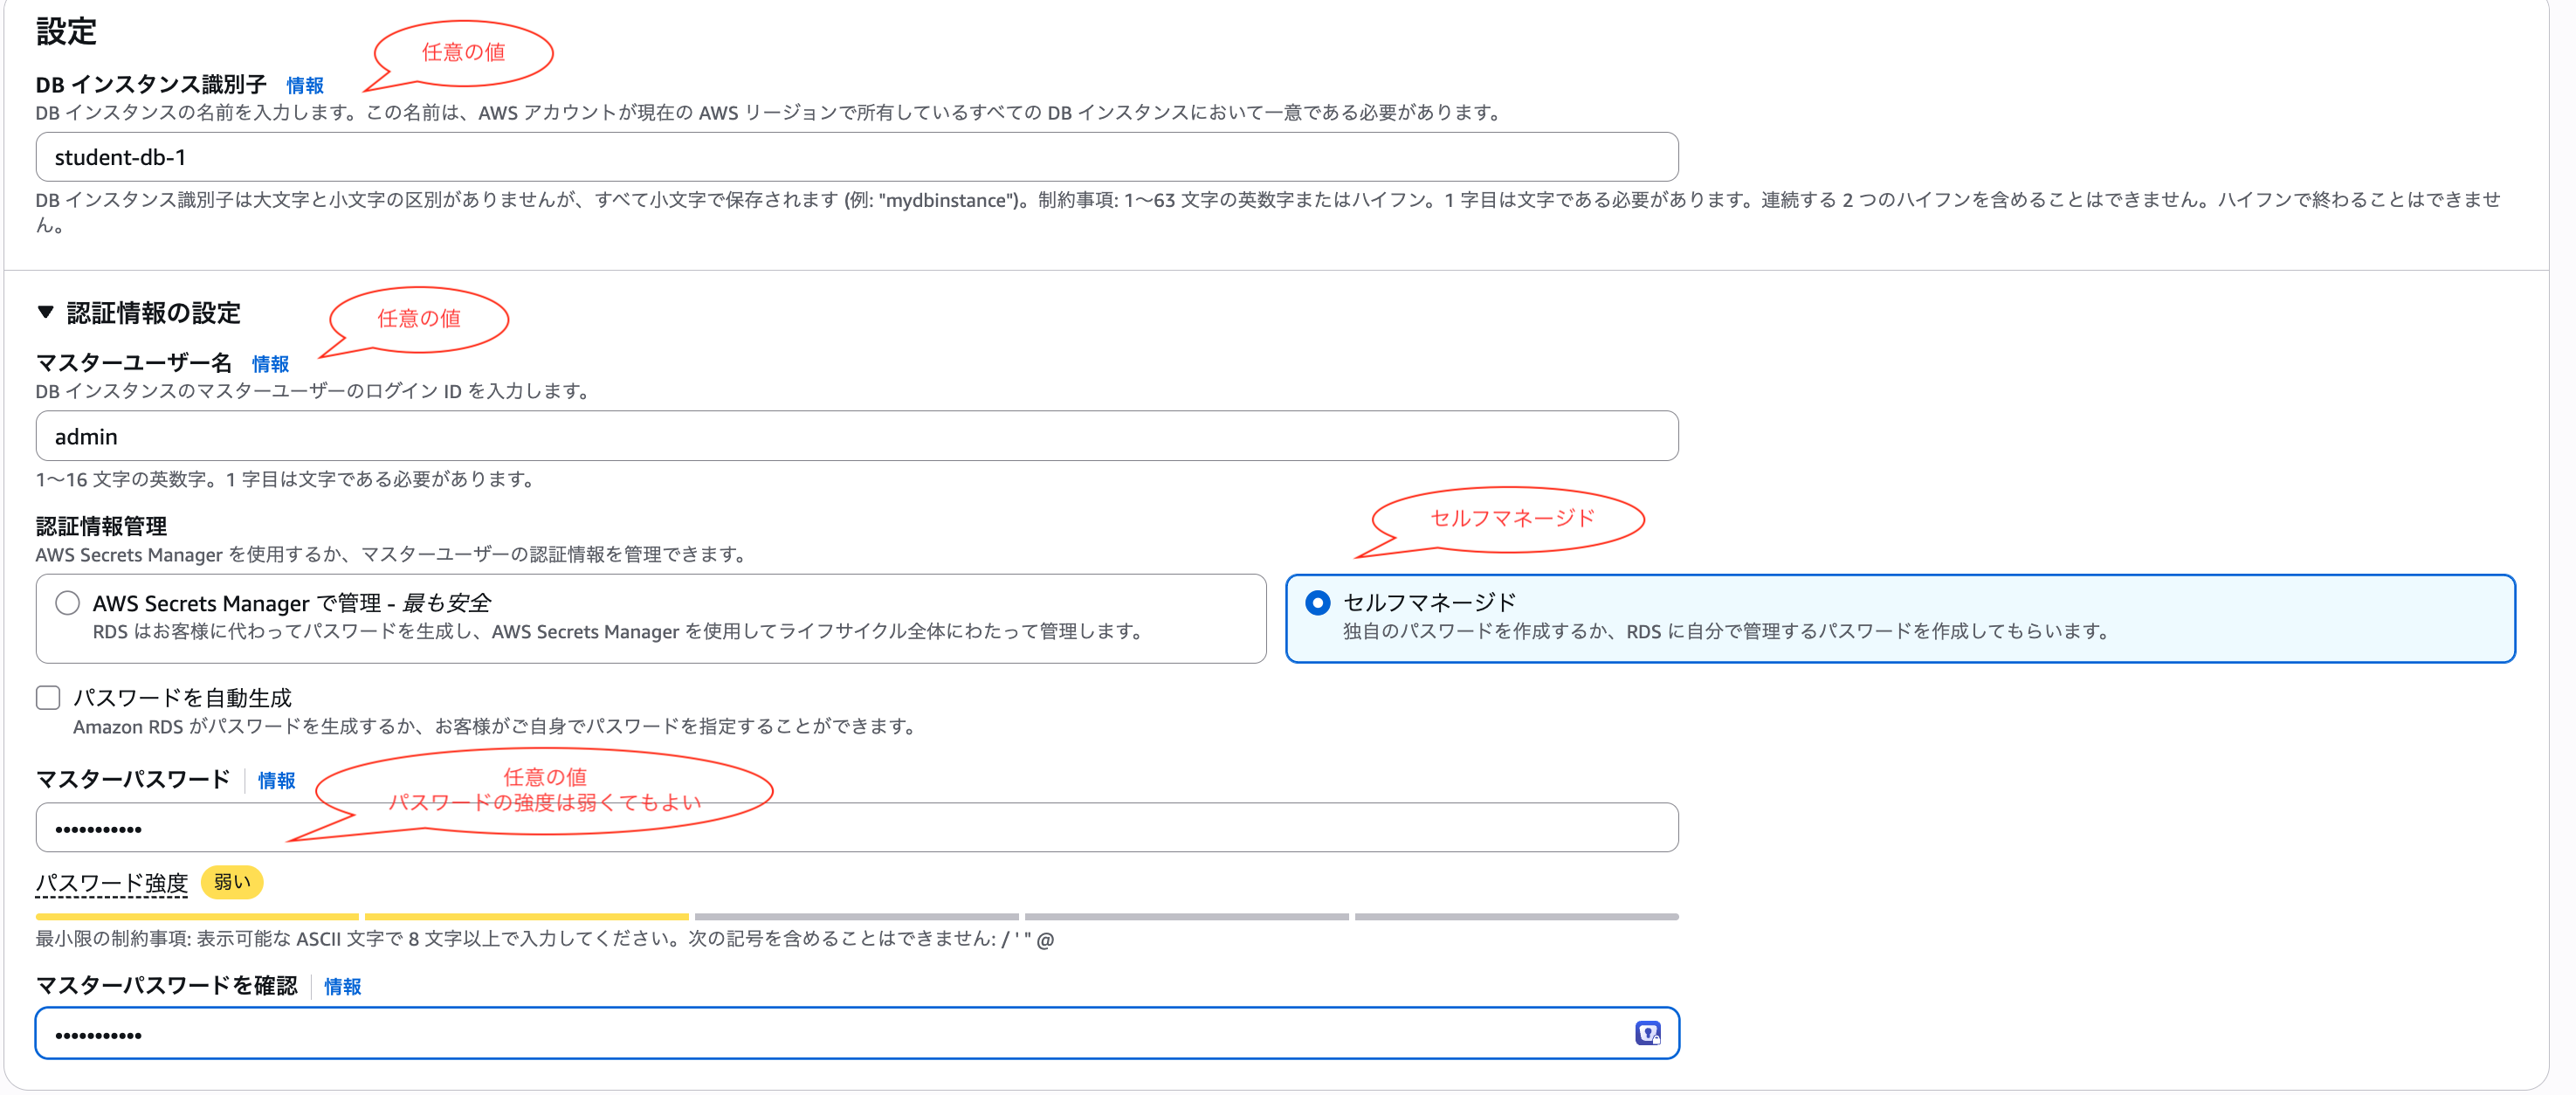 設定
任意の値
DB インスタンス識別子 情報
DB インスタンスの名前を入力します。この名前は、AWS アカウントが現在の AWS リージョンで所有しているすべての DB インスタンスにおいて一意である必要があります。
student-db-1
DB インスタンス識別子は大文字と小文字の区別がありませんが、すべて小文字で保存されます (例: "mydbinstance")。制約事項: 1〜63 文字の英数字またはハイフン。1 字目は文字である必要があります。連続する 2 つのハイフンを含めることはできません。ハイフンで終わることはできませ
ん。
▼ 認証情報の設定
任意の値
マスターユーザー名 情報
DB インスタンスのマスターユーザーのログイン ID を入力します。
admin
1〜16 文字の英数字。1 字目は文字である必要があります。
認証情報管理
セルフマネージド
AWS Secrets Manager を使用するか、マスターユーザーの認証情報を管理できます。
AWS Secrets Manager で管理 - 最も安全
RDS はお客様に代わってパスワードを生成し、AWS Secrets Manager を使用してライフサイクル全体にわたって管理します。
セルフマネージド
独自のパスワードを作成するか、RDS に自分で管理するパスワードを作成してもらいます。
パスワードを自動生成
Amazon RDS がパスワードを生成するか、お客様がご自身でパスワードを指定することができます。
マスターパスワード 情報
任意の値
パスワードの強度は弱くてもよい
•••••••••••
パスワード強度 弱い
最小限の制約事項: 表示可能な ASCII 文字で 8 文字以上で入力してください。次の記号を含めることはできません: / ' " @
マスターパスワードを確認 情報
•••••••••••